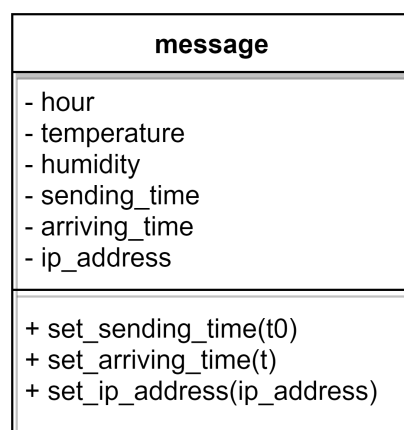 message
- hour
- temperature
- humidity
- sending_time
- arriving_time
- ip_address
+ set_sending_time(t0)
+ set_arriving_time(t)
+ set_ip_address(ip_address)